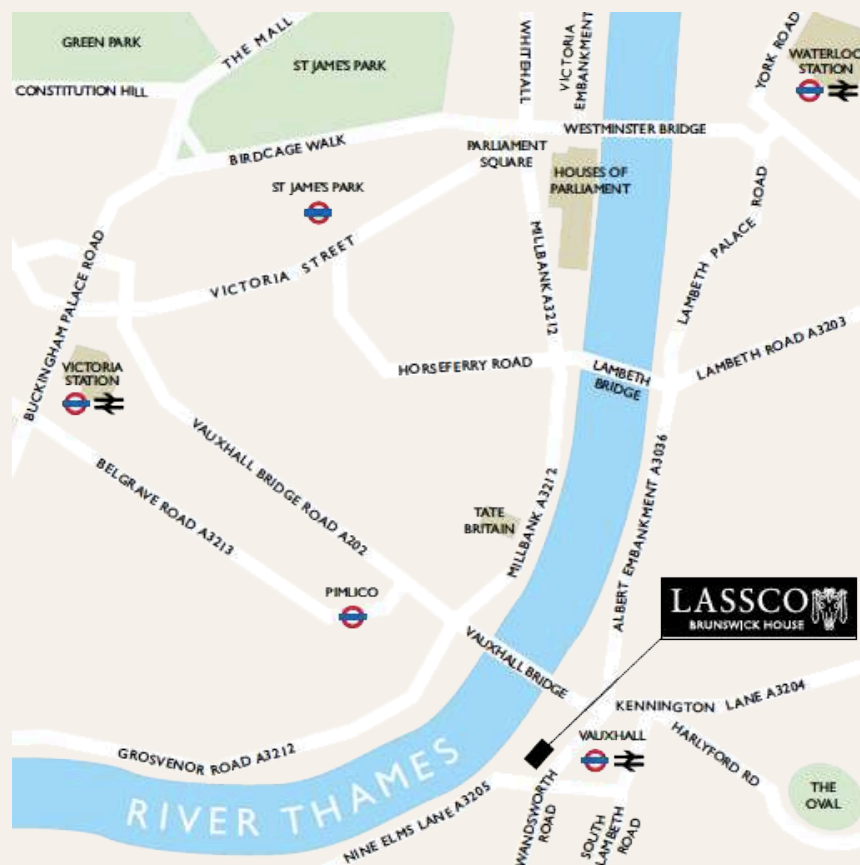 GREEN PARK
THE MALL
ST JAME'S PARK
WHITEHALL
VICTORIA
EMBANKMENT
YORK ROAD
WATERLOO
STATION
CONSTITUTION HILL
BIRDCAGE WALK
PARLIAMENT
SQUARE
WESTMINSTER BRIDGE
HOUSES OF
PARLIAMENT
ST JAME'S PARK
VICTORIA STREET
MILLBANK A3212
LAMBETH PALACE ROAD
BUCKINGHAM PALACE ROAD
VICTORIA
STATION
HORSEFERRY ROAD
LAMBETH
BRIDGE
LAMBETH ROAD A3203
VAUXHALL BRIDGE ROAD A202
BELGRAVE ROAD A3213
TATE
BRITAIN
MILLBANK A3212
ALBERT EMBANKMENT A3036
PIMLICO
LASSCO
BRUNSWICK HOUSE
VAUXHALL BRIDGE
KENNINGTON LANE A3204
VAUXHALL
HARLYFORD RD
GROSVENOR ROAD A3212
RIVER THAMES
NINE ELMS LANE A3205
WANDSWORTH
ROAD
SOUTH
LAMBETH
ROAD
THE
OVAL